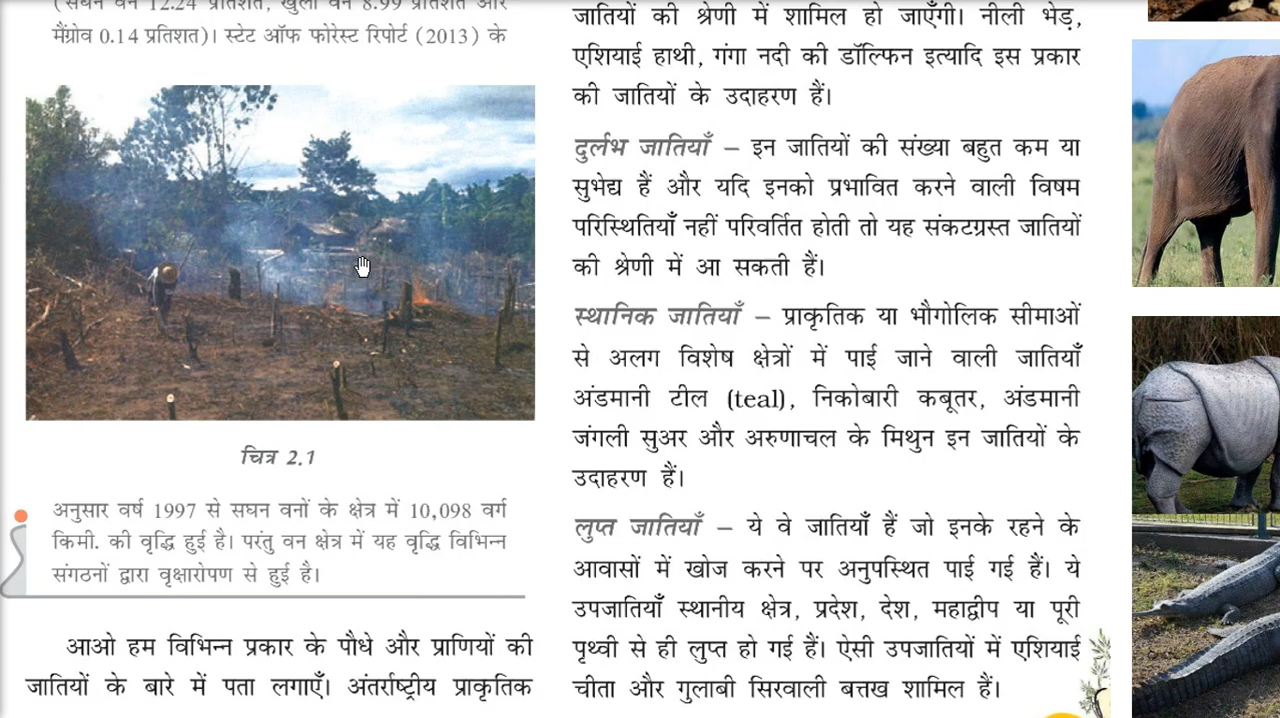 (सघन वन 12.24 प्रतिशत, खुला वन 8.99 प्रतिशत और
मैंग्रोव 0.14 प्रतिशत)। स्टेट ऑफ फोरेस्ट रिपोर्ट (2013) के
चित्र 2.1
अनुसार वर्ष 1997 से सघन वनों के क्षेत्र में 10,098 वर्ग
किमी. की वृद्धि हुई है। परंतु वन क्षेत्र में यह वृद्धि विभिन्न
संगठनों द्वारा वृक्षारोपण से हुई है।
आओ हम विभिन्न प्रकार के पौधे और प्राणियों की
जातियों के बारे में पता लगाएँ। अंतर्राष्ट्रीय प्राकृतिक
जातियों की श्रेणी में शामिल हो जाएँगी। नीली भेड़,
एशियाई हाथी, गंगा नदी की डॉल्फिन इत्यादि इस प्रकार
की जातियों के उदाहरण हैं।
दुर्लभ जातियाँ – इन जातियों की संख्या बहुत कम या
सुभेद्य हैं और यदि इनको प्रभावित करने वाली विषम
परिस्थितियाँ नहीं परिवर्तित होती तो यह संकटग्रस्त जातियों
की श्रेणी में आ सकती हैं।
स्थानिक जातियाँ – प्राकृतिक या भौगोलिक सीमाओं
से अलग विशेष क्षेत्रों में पाई जाने वाली जातियाँ
अंडमानी टील (teal), निकोबारी कबूतर, अंडमानी
जंगली सुअर और अरुणाचल के मिथुन इन जातियों के
उदाहरण हैं।
लुप्त जातियाँ – ये वे जातियाँ हैं जो इनके रहने के
आवासों में खोज करने पर अनुपस्थित पाई गई हैं। ये
उपजातियाँ स्थानीय क्षेत्र, प्रदेश, देश, महाद्वीप या पूरी
पृथ्वी से ही लुप्त हो गई हैं। ऐसी उपजातियों में एशियाई
चीता और गुलाबी सिरवाली बत्तख शामिल हैं।